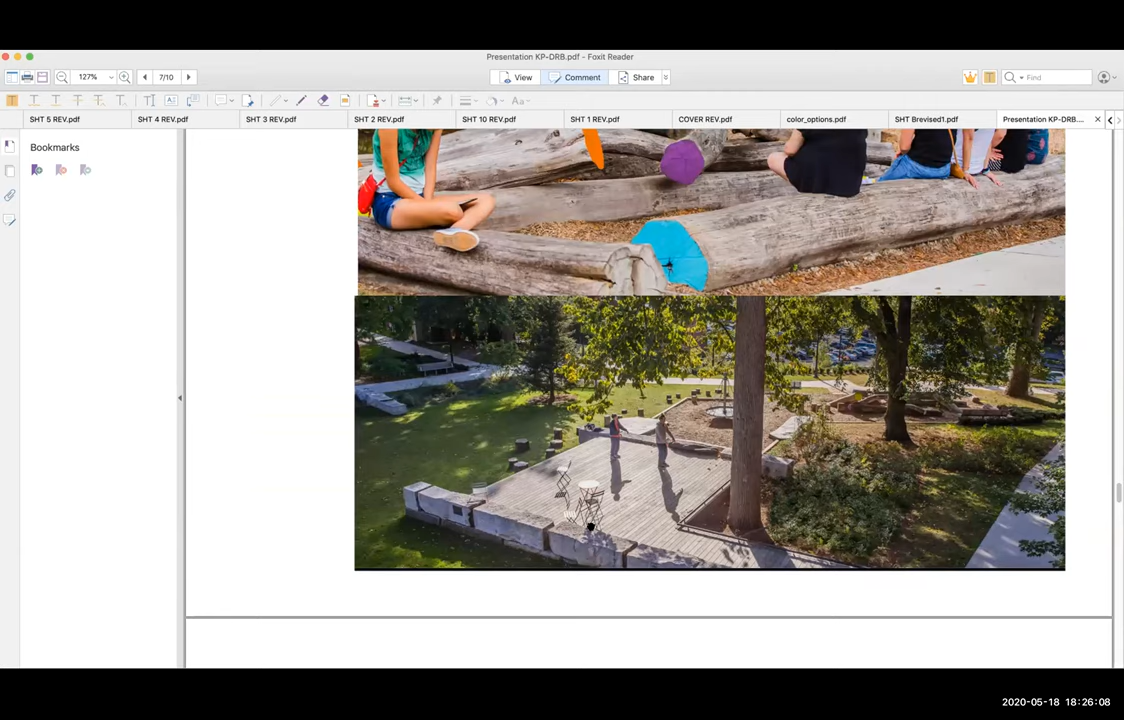 Presentation KP-DRB.pdf - Foxit Reader
127%
7/10
View
Comment
Share
Find
SHT 5 REV.pdf
SHT 4 REV.pdf
SHT 3 REV.pdf
SHT 2 REV.pdf
SHT 10 REV.pdf
SHT 1 REV.pdf
COVER REV.pdf
color_options.pdf
SHT Brevised1.pdf
Presentation KP-DRB....
Bookmarks
2020-05-18 18:26:08